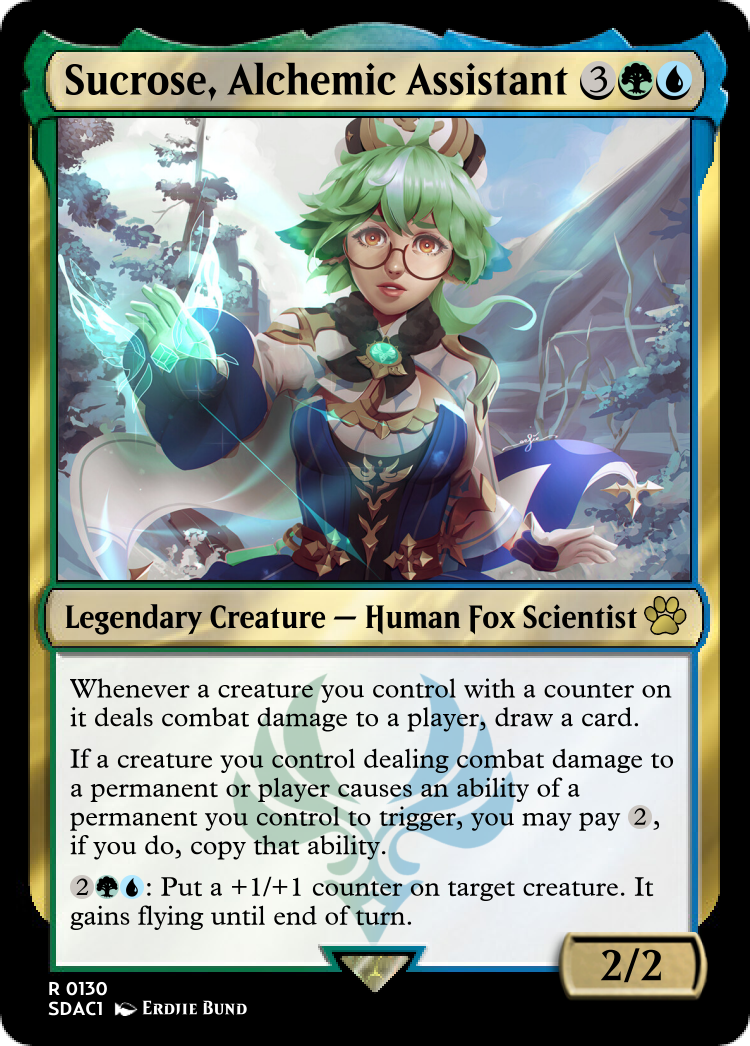 Sucrose, Alchemic Assistant 3
Legendary Creature — Human Fox Scientist
Whenever a creature you control with a counter on
it deals combat damage to a player, draw a card.
If a creature you control dealing combat damage to
a permanent or player causes an ability of a
permanent you control to trigger, you may pay 2,
if you do, copy that ability.
2: Put a +1/+1 counter on target creature. It
gains flying until end of turn.
2/2
R 0130
SDAC1 Erdjie Bund